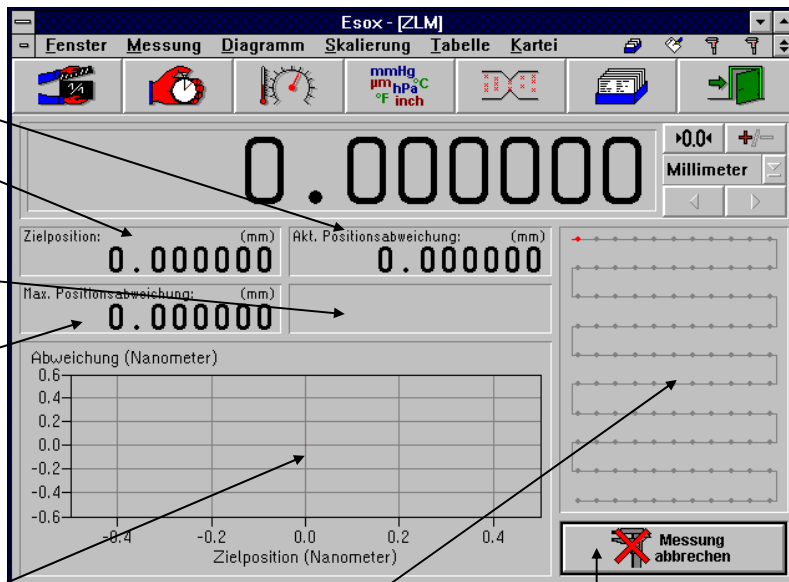 Esox - [ZLM]
Fenster Messung Diagramm Skalierung Tabelle Kartei
1/1
mmHg
µm hPa °C
°F inch
0.000000
0.0
+/-
Millimeter
Zielposition: (mm)
0.000000
Akt. Positionsabweichung: (mm)
0.000000
Max. Positionsabweichung: (mm)
0.000000
Abweichung (Nanometer)
0.6
0.4
0.2
0.0
-0.2
-0.4
-0.6
-0.4 -0.2 0.0 0.2 0.4
Zielposition (Nanometer)
Messung
abbrechen